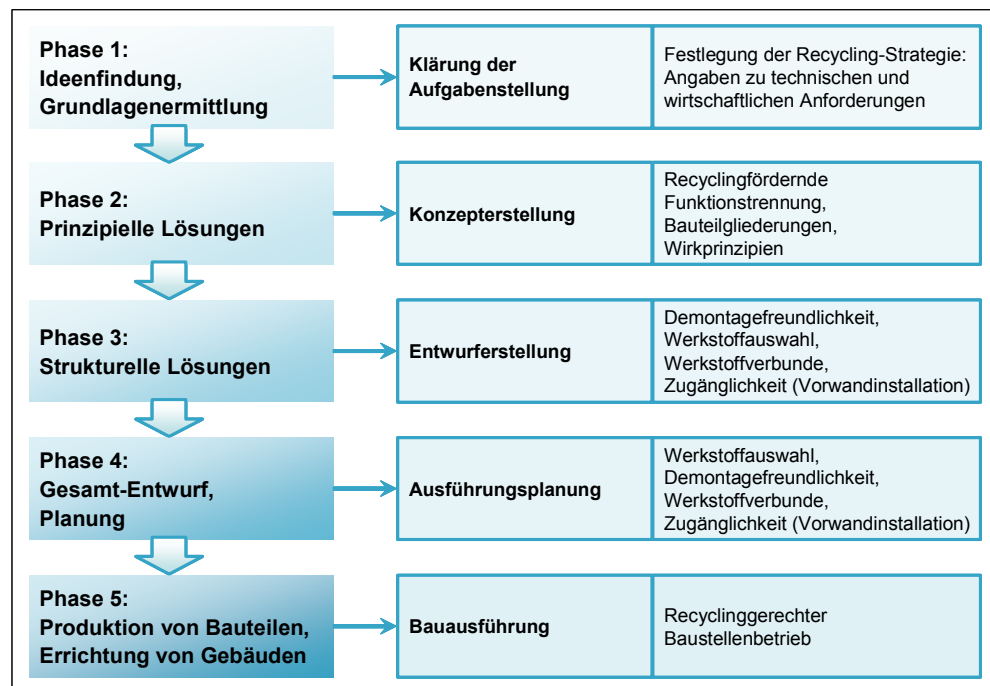 Phase 1:
Ideenfindung,
Grundlagenermittlung
Klärung der
Aufgabenstellung
Festlegung der Recycling-Strategie:
Angaben zu technischen und
wirtschaftlichen Anforderungen
Phase 2:
Prinzipielle Lösungen
Konzepterstellung
Recyclingfördernde
Funktionstrennung,
Bauteilgliederungen,
Wirkprinzipien
Phase 3:
Strukturelle Lösungen
Entwurferstellung
Demontagefreundlichkeit,
Werkstoffauswahl,
Werkstoffverbunde,
Zugänglichkeit (Vorwandinstallation)
Phase 4:
Gesamt-Entwurf,
Planung
Ausführungsplanung
Werkstoffauswahl,
Demontagefreundlichkeit,
Werkstoffverbunde,
Zugänglichkeit (Vorwandinstallation)
Phase 5:
Produktion von Bauteilen,
Errichtung von Gebäuden
Bauausführung
Recyclinggerechter
Baustellenbetrieb